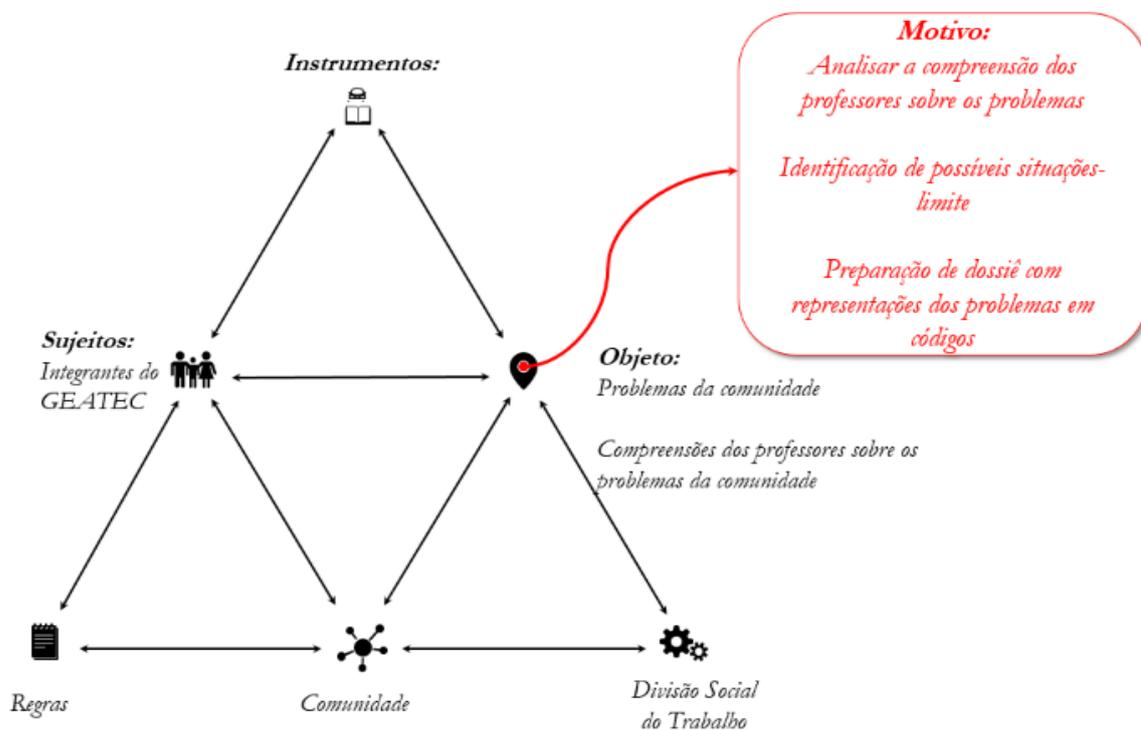 Motivo:
Analisar a compreensão dos
professores sobre os problemas
Identificação de possíveis situações-
limite
Preparação de dossiê com
representações dos problemas em
códigos
Instrumentos:
Sujeitos:
Integrantes do
GEATEC
Objeto:
Problemas da comunidade
Compreensões dos professores sobre os
problemas da comunidade
Regras
Comunidade
Divisão Social
do Trabalho